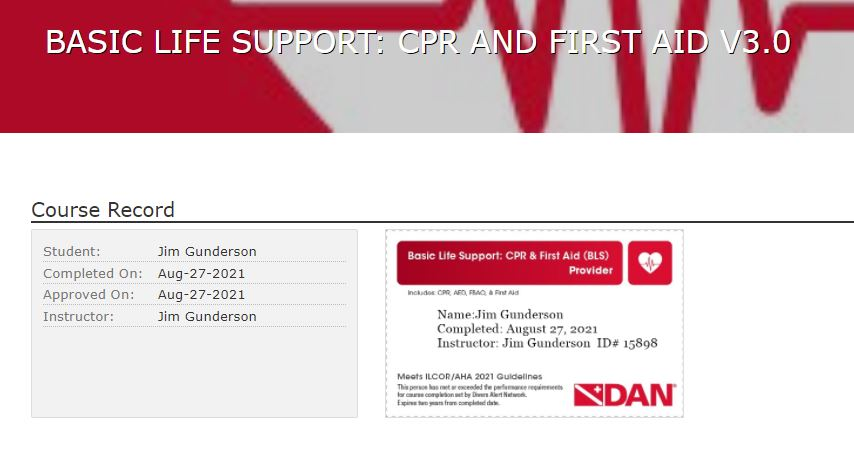 BASIC LIFE SUPPORT: CPR AND FIRST AID V3.0
Course Record
Student: Jim Gunderson
Completed On: Aug-27-2021
Approved On: Aug-27-2021
Instructor: Jim Gunderson
Basic Life Support: CPR & First Aid (BLS)
Provider
Includes: CPR, AED, FBAO, & First Aid
Name:Jim Gunderson
Completed: August 27, 2021
Instructor: Jim Gunderson ID# 15898
Meets ILCOR/AHA 2021 Guidelines
This person has met or exceeded the performance requirements
for course completion set by Divers Alert Network.
Expires two years from completed date.
DAN